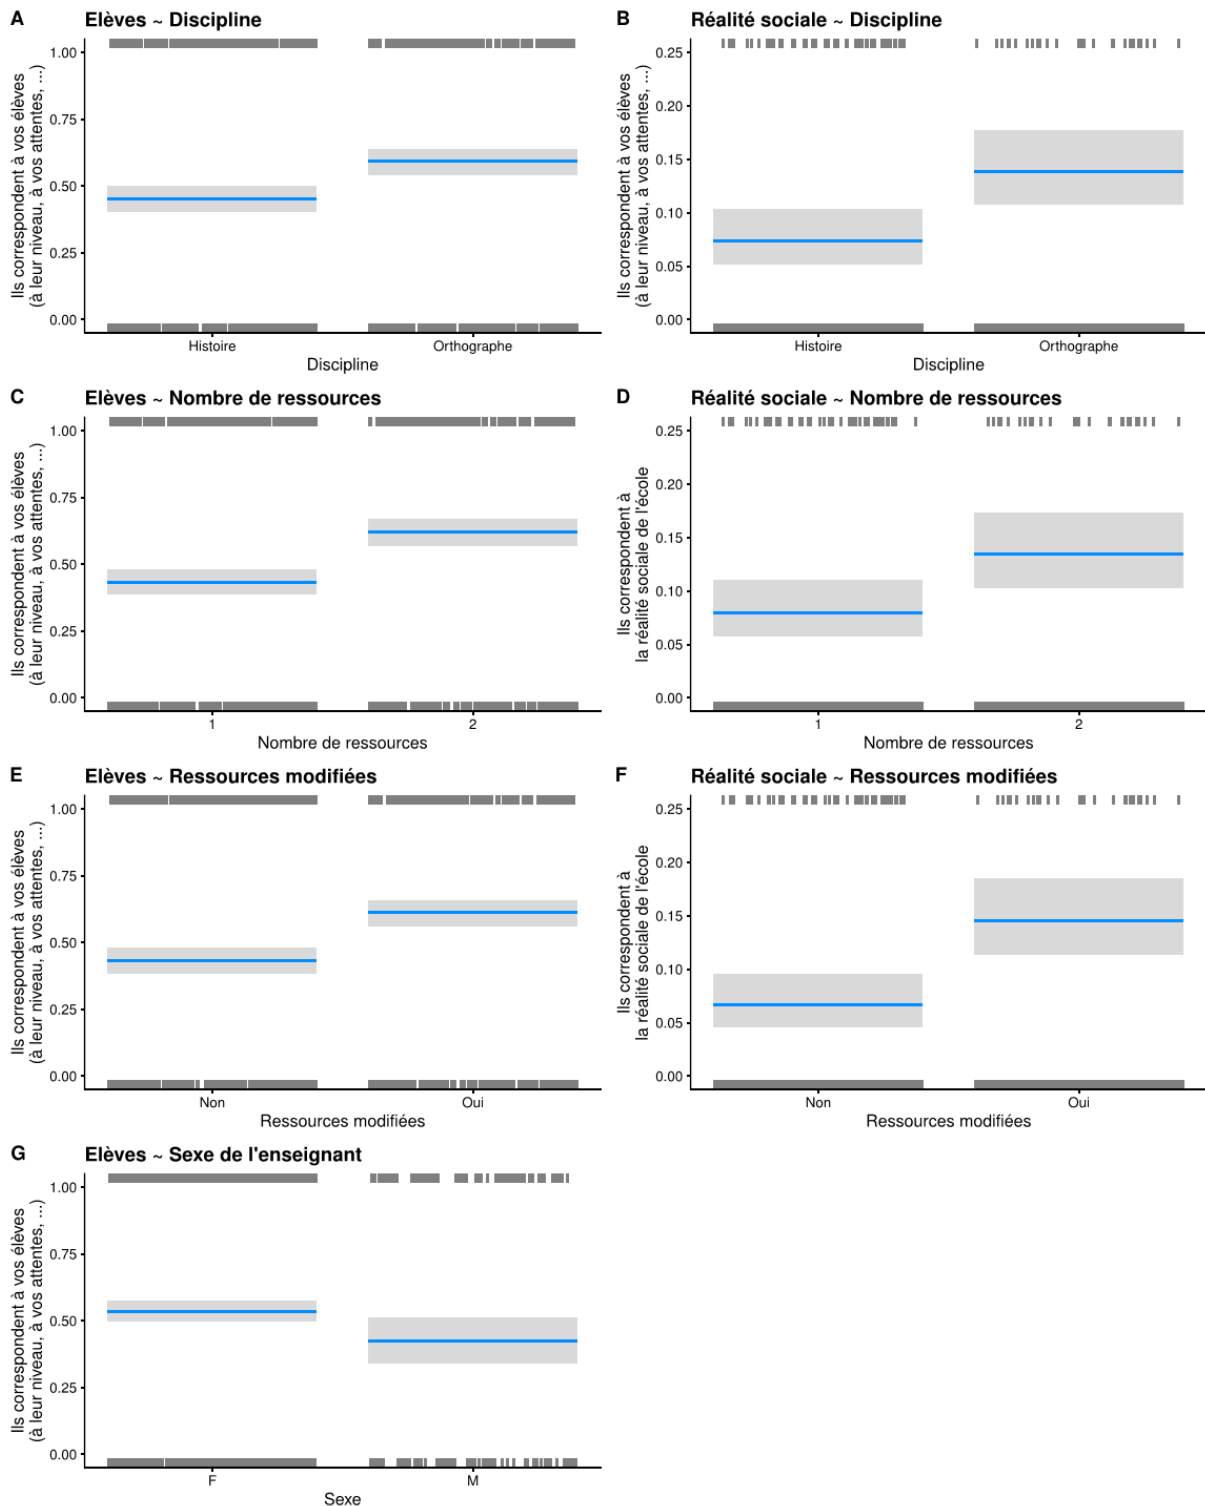 A Elèves ~ Discipline
Ils correspondent à vos élèves
(à leur niveau, à vos attentes, ...)
1.00
0.75
0.50
0.25
0.00
Histoire Orthographe
Discipline
B Réalité sociale ~ Discipline
Ils correspondent à vos élèves
(à leur niveau, à vos attentes, ...)
0.25
0.20
0.15
0.10
0.05
0.00
Histoire Orthographe
Discipline
C Elèves ~ Nombre de ressources
Ils correspondent à vos élèves
(à leur niveau, à vos attentes, ...)
1.00
0.75
0.50
0.25
0.00
1 2
Nombre de ressources
D Réalité sociale ~ Nombre de ressources
Ils correspondent à
la réalité sociale de l'école
0.25
0.20
0.15
0.10
0.05
0.00
1 2
Nombre de ressources
E Elèves ~ Ressources modifiées
Ils correspondent à vos élèves
(à leur niveau, à vos attentes, ...)
1.00
0.75
0.50
0.25
0.00
Non Oui
Ressources modifiées
F Réalité sociale ~ Ressources modifiées
Ils correspondent à
la réalité sociale de l'école
0.25
0.20
0.15
0.10
0.05
0.00
Non Oui
Ressources modifiées
G Elèves ~ Sexe de l'enseignant
Ils correspondent à vos élèves
(à leur niveau, à vos attentes, ...)
1.00
0.75
0.50
0.25
0.00
F M
Sexe